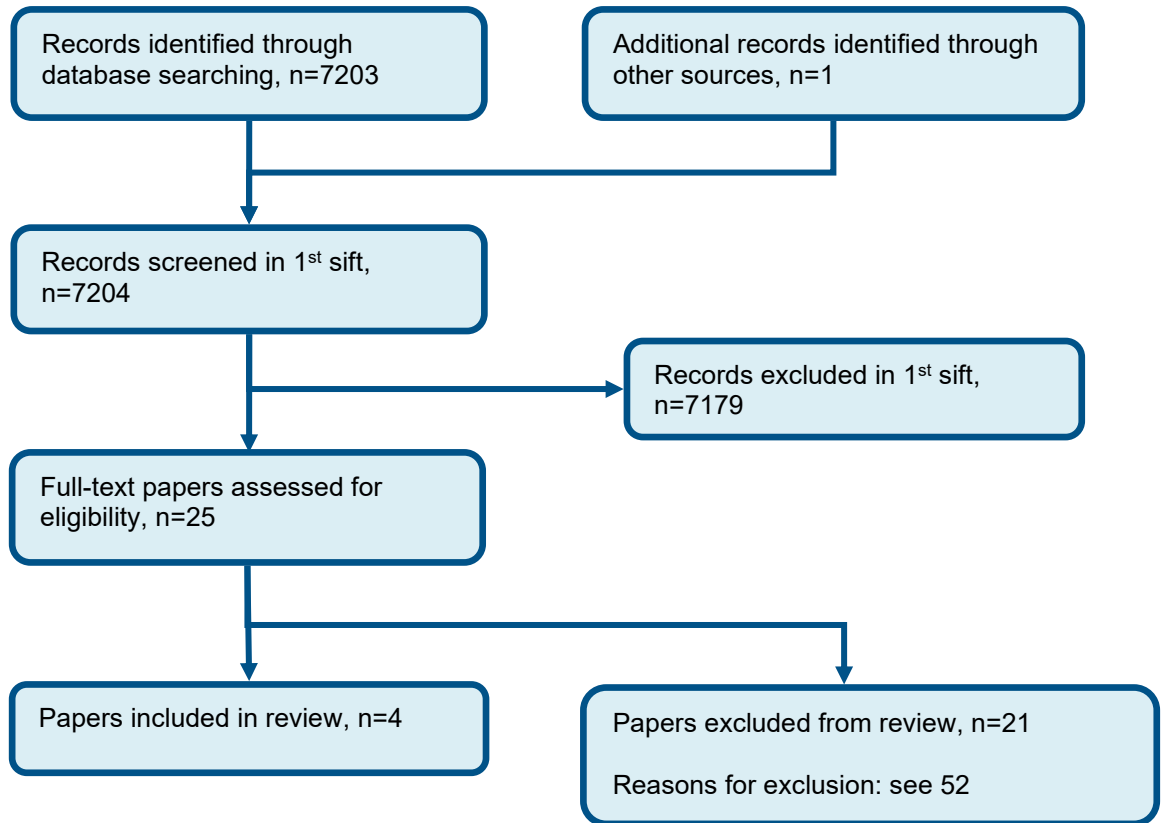 Records identified through
database searching, n=7203
Additional records identified through
other sources, n=1
Records screened in 1st sift,
n=7204
Records excluded in 1st sift,
n=7179
Full-text papers assessed for
eligibility, n=25
Papers included in review, n=4
Papers excluded from review, n=21
Reasons for exclusion: see 52